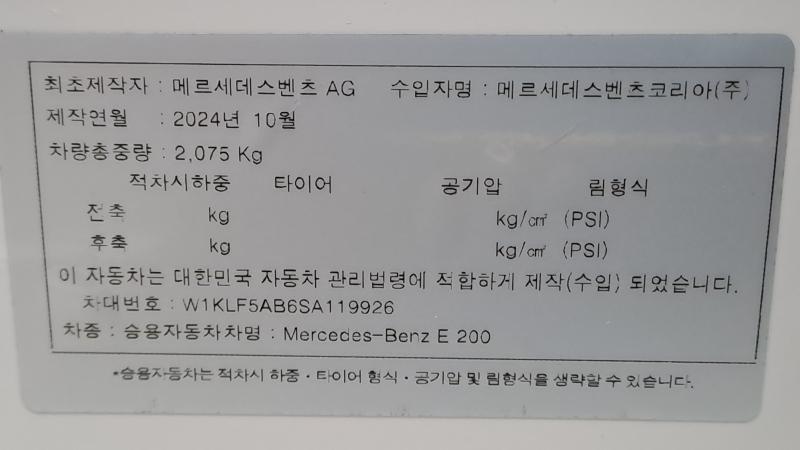 최초제작자 : 메르세데스벤츠 AG 수입자명 : 메르세데스벤츠코리아(주)
제작연월 : 2024년 10월
차량총중량 : 2,075 Kg
적차시하중 타이어 공기압 림형식
전축 kg kg/㎠ (PSI)
후축 kg kg/㎠ (PSI)
이 자동차는 대한민국 자동차 관리법령에 적합하게 제작(수입) 되었습니다.
차대번호 : W1KLF5AB6SA119926
차종 : 승용자동차차명 : Mercedes-Benz E 200
*승용자동차는 적차시 하중 · 타이어 형식 · 공기압 및 림형식을 생략할 수 있습니다.